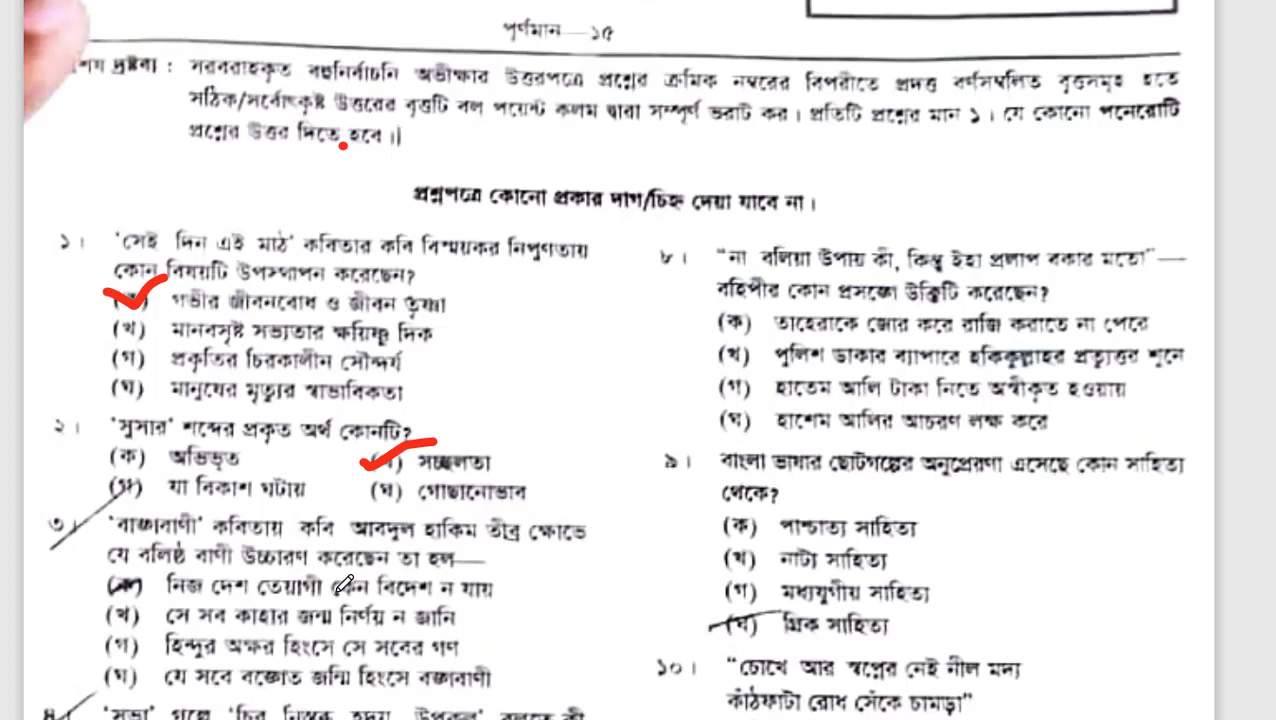 পূর্ণমান—১৫
দ্রষ্টব্য : সরবরাহকৃত বহুনির্বাচনি অভীক্ষার উত্তরপত্রে প্রশ্নের ক্রমিক নম্বরের বিপরীতে প্রদত্ত বর্ণসম্বলিত বৃত্তসমূহ হতে
সঠিক/সর্বোৎকৃষ্ট উত্তরের বৃত্তটি বল পয়েন্ট কলম দ্বারা সম্পূর্ণ ভরাট কর। প্রতিটি প্রশ্নের মান ১। যে কোনো পনেরোটি
প্রশ্নের উত্তর দিতে হবে।
প্রশ্নপত্রে কোনো প্রকার দাগ/চিহ্ন দেয়া যাবে না।
১। 'সেই দিন এই মাঠ' কবিতার কবি বিস্ময়কর নিপুণতায়
কোন বিষয়টি উপস্থাপন করেছেন?
গভীর জীবনবোধ ও জীবন তৃষ্ণা
(খ) মানবসৃষ্ট সভ্যতার ক্ষয়িষ্ণু দিক
(গ) প্রকৃতির চিরকালীন সৌন্দর্য
(ঘ) মানুষের মৃত্যুর স্বাভাবিকতা
২। 'সুসার' শব্দের প্রকৃত অর্থ কোনটি?
(ক) অভিভূত
সচ্ছলতা
(গ) যা বিকাশ ঘটায়
(ঘ) গোছানোভাব
৩। 'বঙ্গবাণী' কবিতায় কবি আবদুল হাকিম তীব্র ক্ষোভে
যে বলিষ্ঠ বাণী উচ্চারণ করেছেন তা হল—
(ক) নিজ দেশ তেয়াগী কেন বিদেশ ন যায়
(খ) সে সব কাহার জন্ম নির্ণয় ন জানি
(গ) হিন্দুর অক্ষর হিংসে সে সবের গণ
(ঘ) যে সবে বঙ্গেত জন্মি হিংসে বঙ্গবাণী
৪। 'সুভা' গল্পে 'চির নিস্তব্ধ হৃদয় উপকূল' বলতে কী
৮। "না বলিয়া উপায় কী, কিন্তু ইহা প্রলাপ বকার মতো"—
বহিপীর কোন প্রসঙ্গে উক্তিটি করেছেন?
(ক) তাহেরাকে জোর করে রাজি করাতে না পেরে
(খ) পুলিশ ডাকার ব্যাপারে হকিকুল্লাহর প্রত্যুত্তর শুনে
(গ) হাতেম আলি টাকা নিতে অস্বীকৃত হওয়ায়
(ঘ) হাশেম আলির আচরণ লক্ষ করে
৯। বাংলা ভাষার ছোটগল্পের অনুপ্রেরণা এসেছে কোন সাহিত্য
থেকে?
(ক) পাশ্চাত্য সাহিত্য
(খ) নাট্য সাহিত্য
(গ) মধ্যযুগীয় সাহিত্য
(ঘ) গ্রিক সাহিত্য
১০। "চোখে আর স্বপ্নের নেই নীল মদ্য
কাঁঠফাটা রোধ সেঁকে চামড়া"